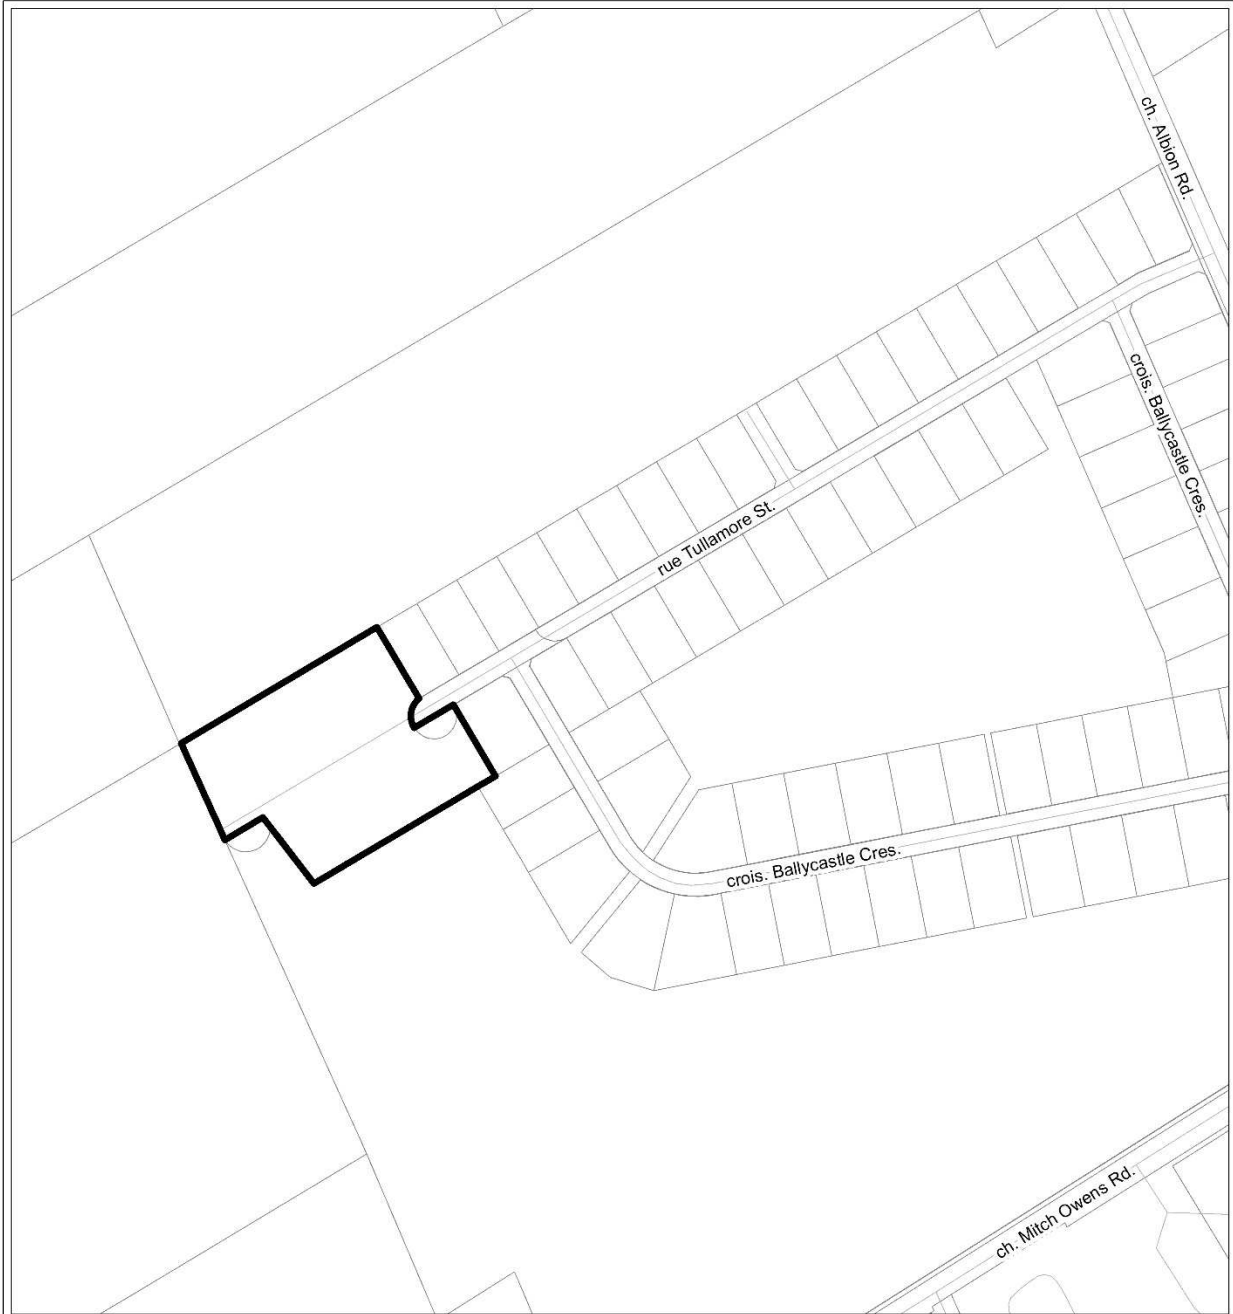 ch. Albion Rd.
crois. Ballycastle Cres.
rue Tullamore St.
crois. Ballycastle Cres.
ch. Mitch Owens Rd.